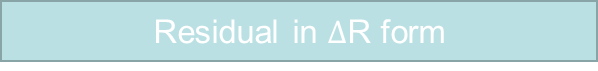 Residual in ΔR form